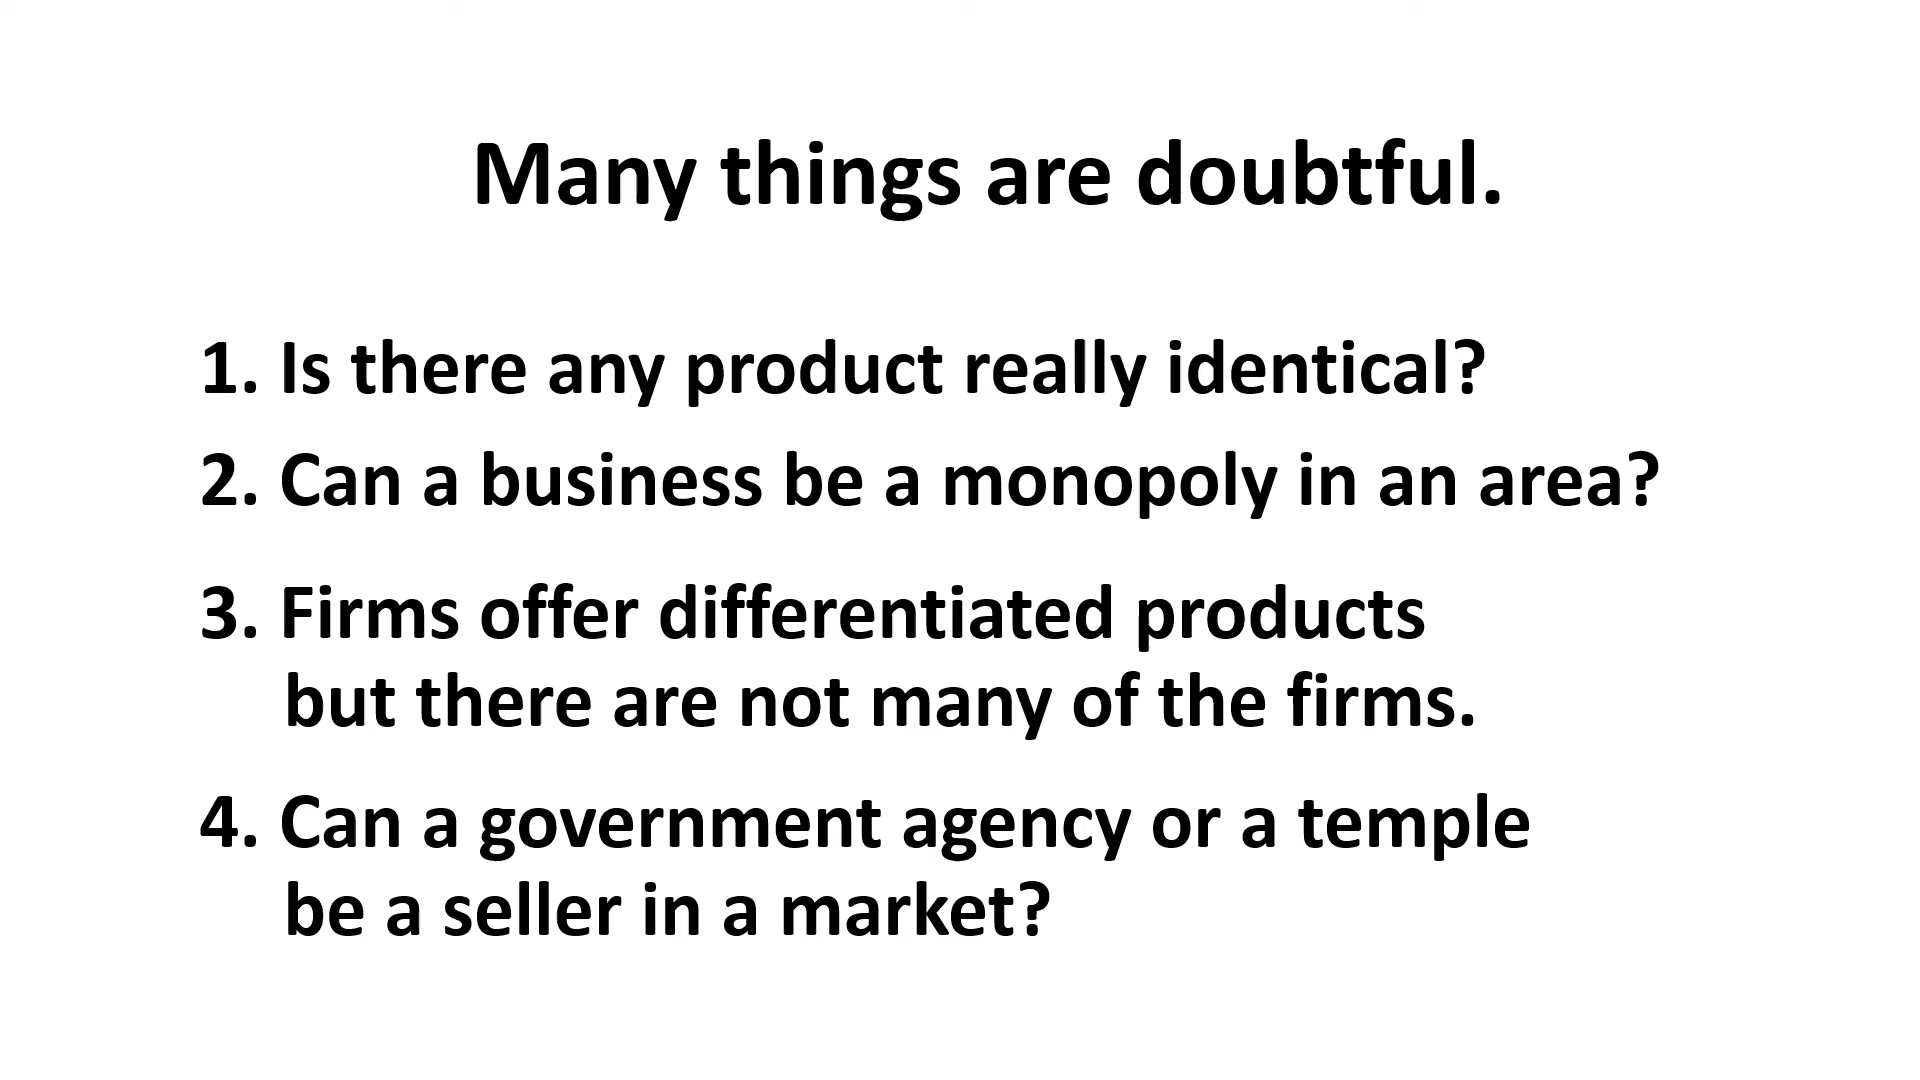 Many things are doubtful.
1. Is there any product really identical?
2. Can a business be a monopoly in an area?
3. Firms offer differentiated products
but there are not many of the firms.
4. Can a government agency or a temple
be a seller in a market?